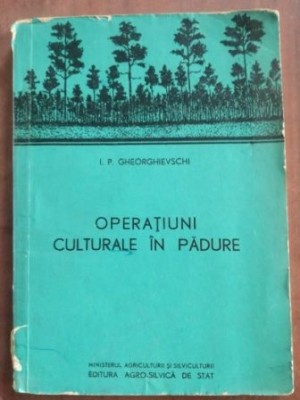 I. P. GHEORGHIEVSCHI
OPERAȚIUNI
CULTURALE ÎN PĂDURE
MINISTERUL AGRICULTURII ȘI SILVICULTURII
EDITURA AGRO-SILVICĂ DE STAT